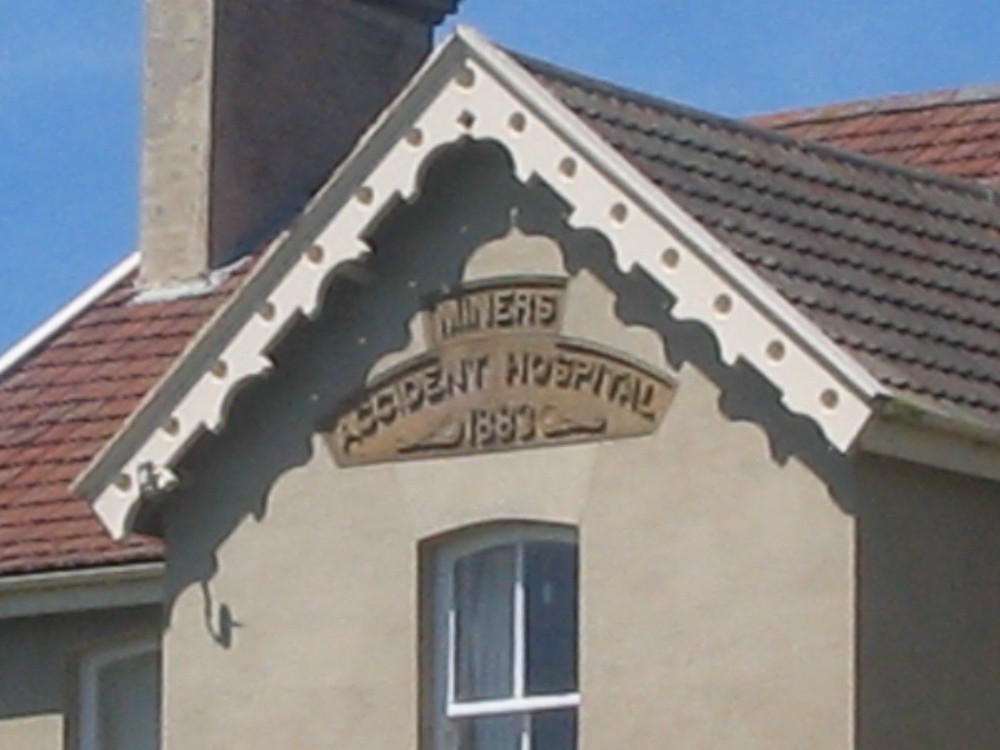 MINERS
ACCIDENT HOSPITAL
1883